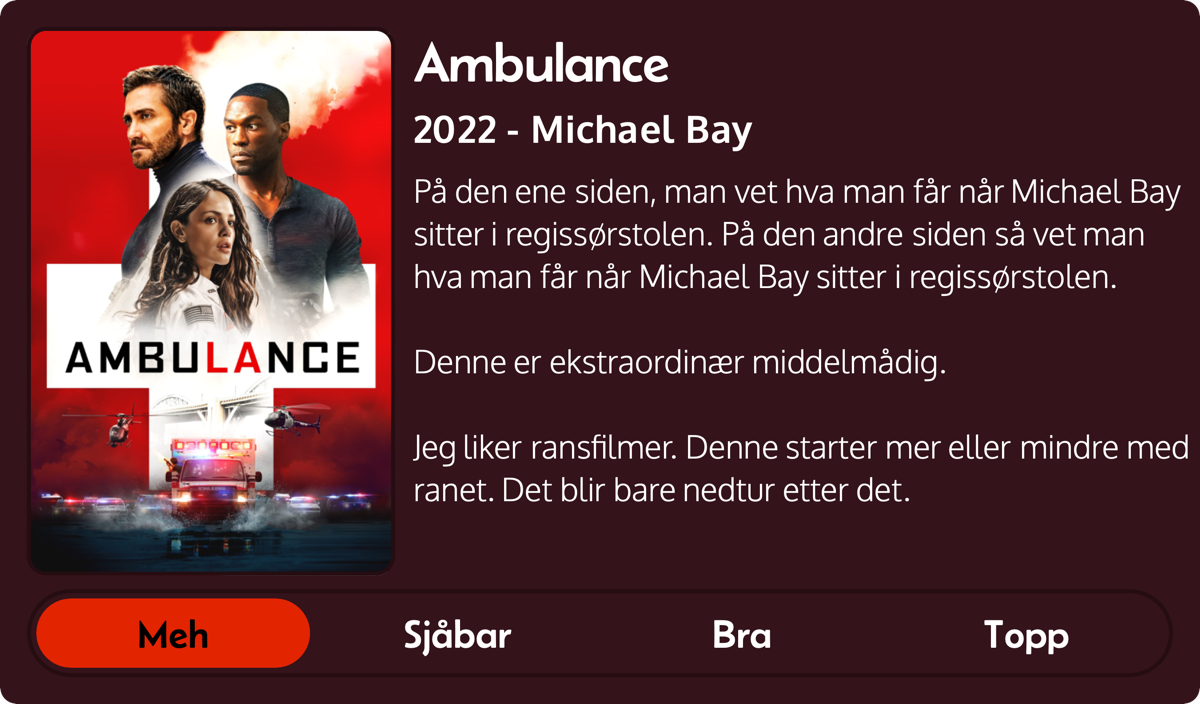 Ambulance
2022 - Michael Bay
På den ene siden, man vet hva man får når Michael Bay
sitter i regissørstolen. På den andre siden så vet man
hva man får når Michael Bay sitter i regissørstolen.
Denne er ekstraordinær middelmådig.
Jeg liker ransfilmer. Denne starter mer eller mindre med
ranet. Det blir bare nedtur etter det.
AMBULANCE
Meh
Sjåbar
Bra
Topp